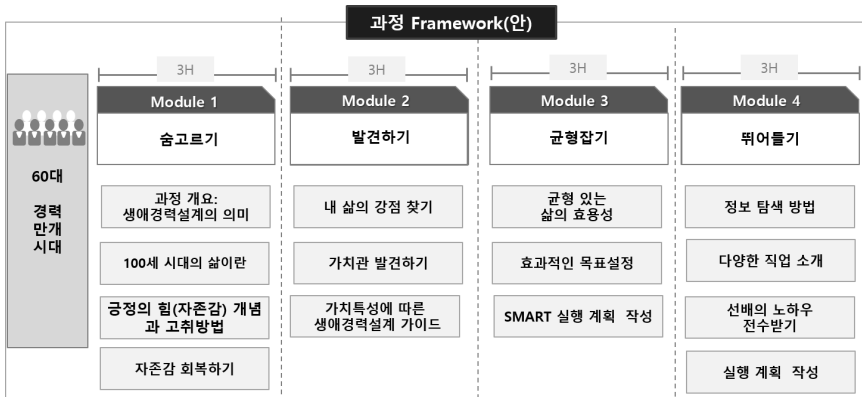 과정 Framework(안)
60대
경력
만개
시대
3H
Module 1
숨고르기
과정 개요:
생애경력설계의 의미
100세 시대의 삶이란
긍정의 힘(자존감) 개념
과 고취방법
자존감 회복하기
3H
Module 2
발견하기
내 삶의 강점 찾기
가치관 발견하기
가치특성에 따른
생애경력설계 가이드
3H
Module 3
균형잡기
균형 있는
삶의 효용성
효과적인 목표설정
SMART 실행 계획 작성
3H
Module 4
뛰어들기
정보 탐색 방법
다양한 직업 소개
선배의 노하우
전수받기
실행 계획 작성